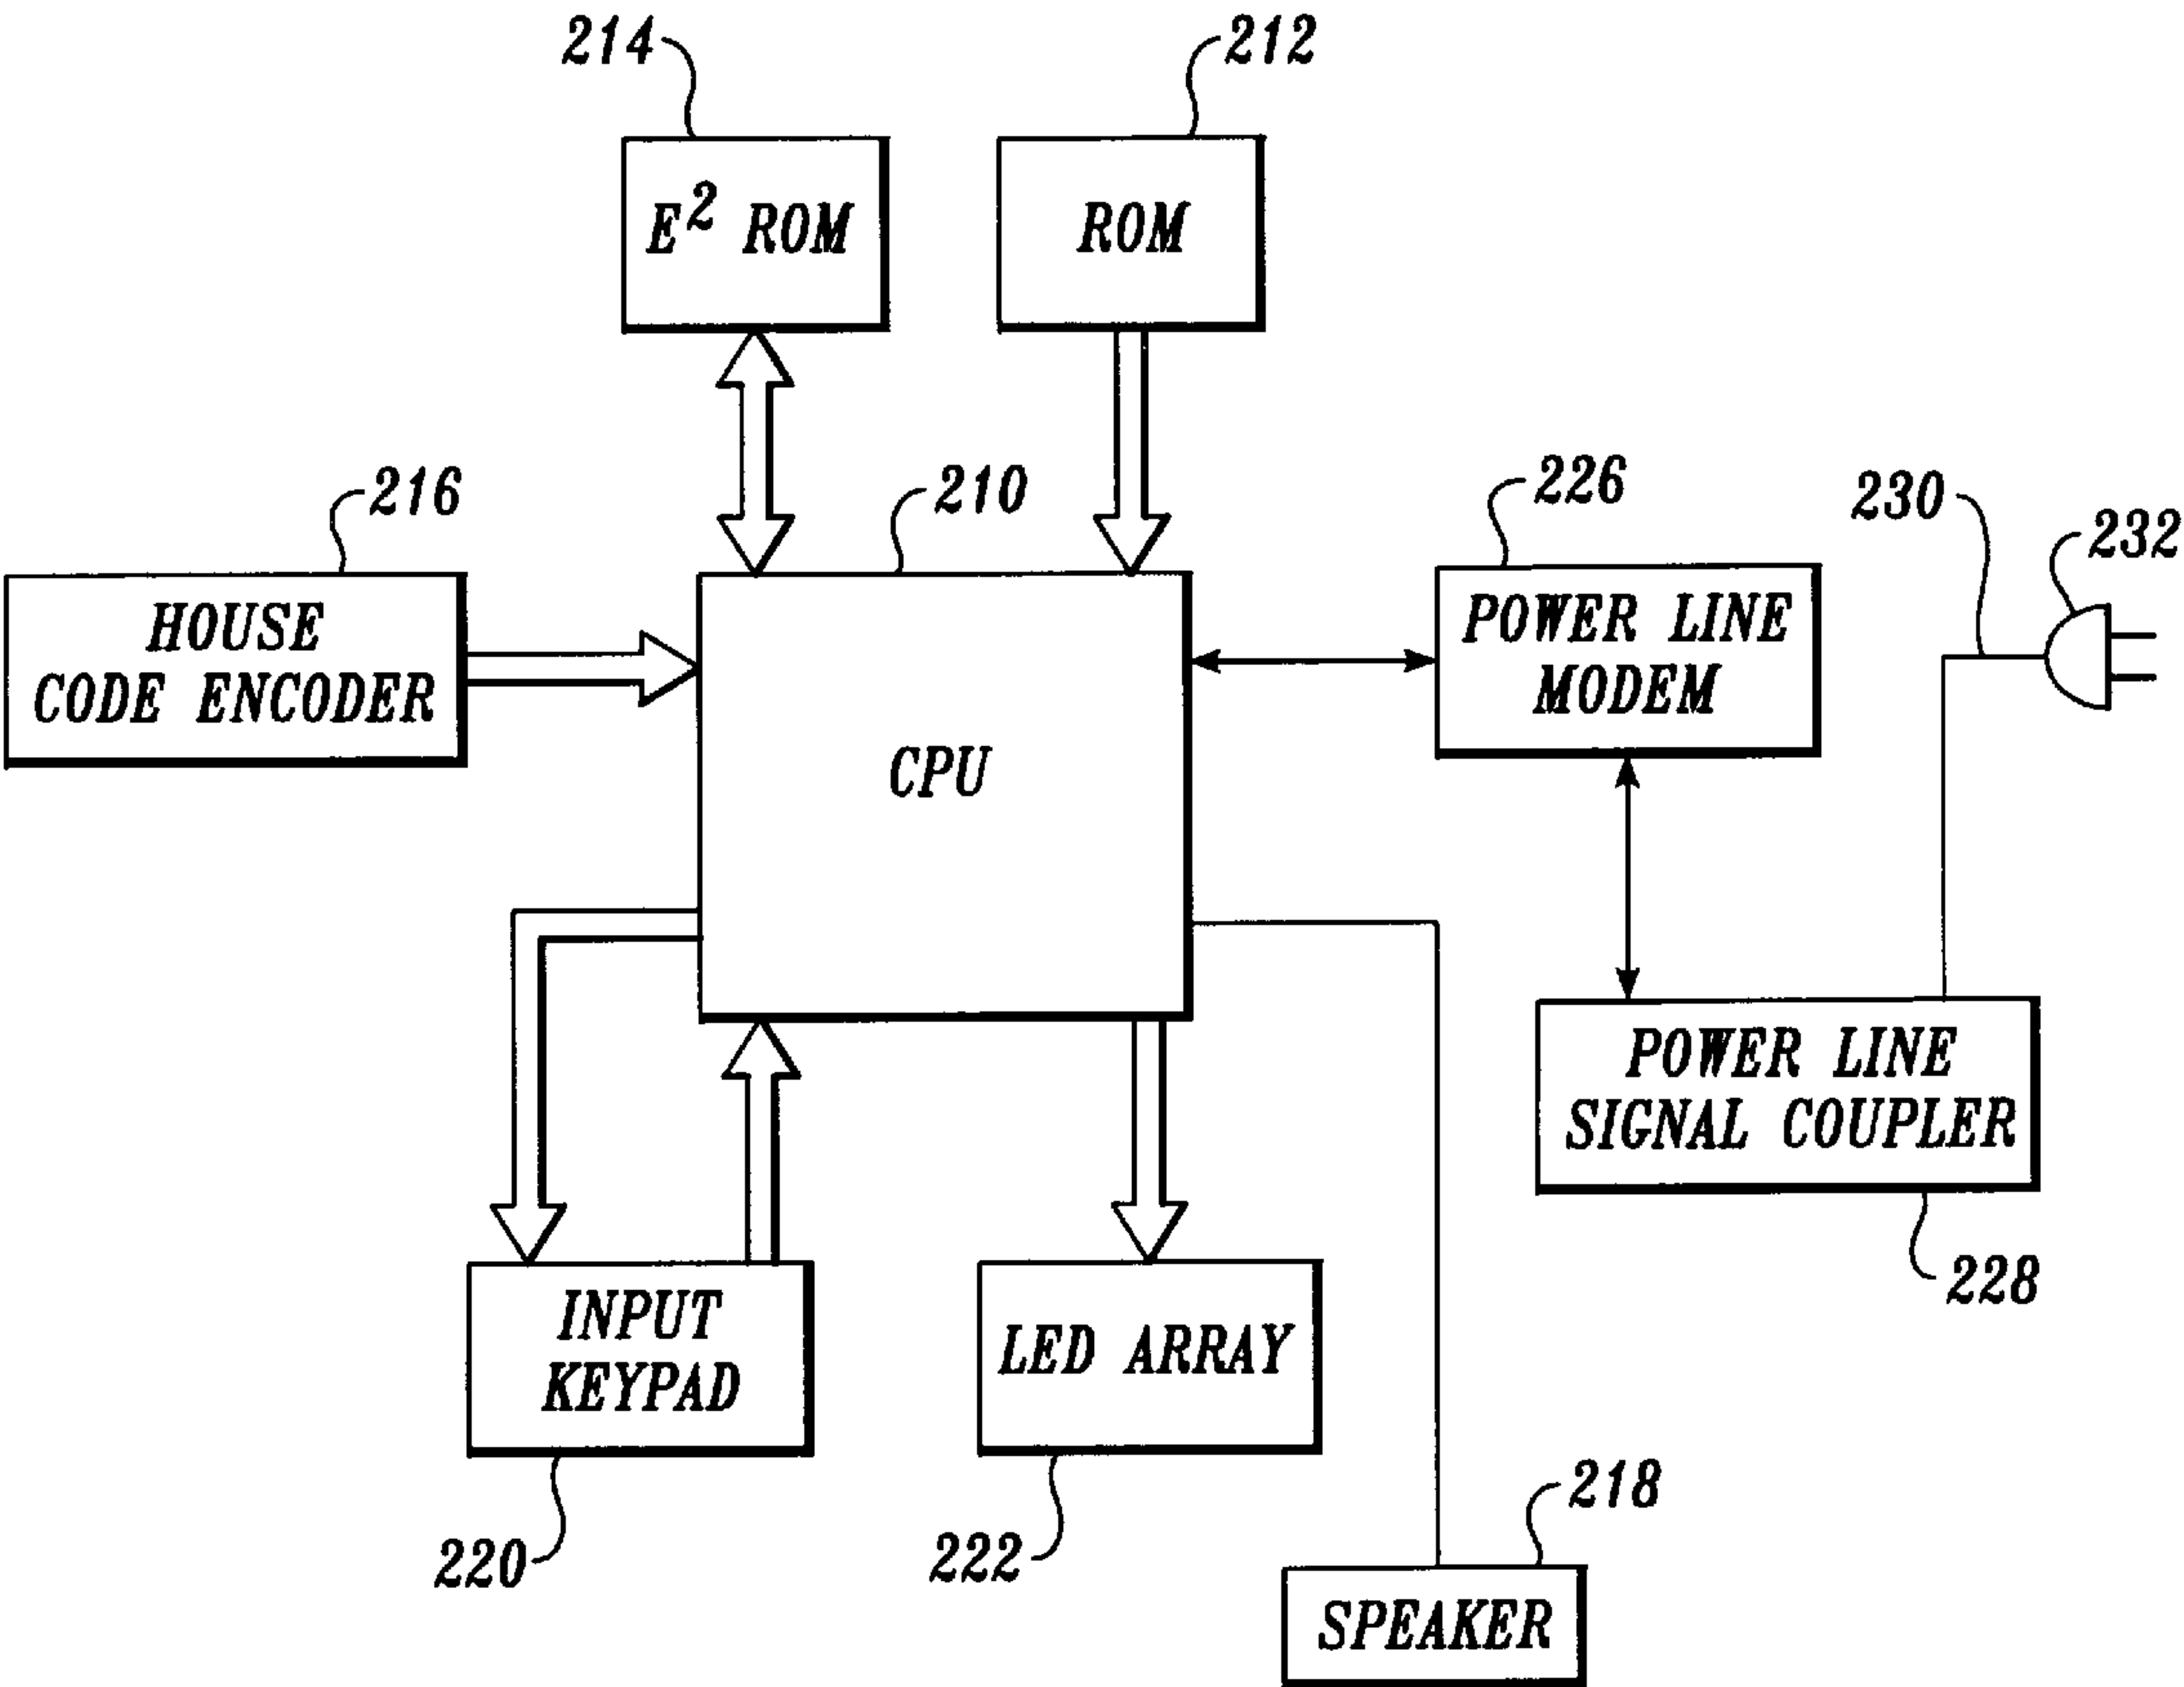 214
212
E² ROM
ROM
216
210
226
230
232
HOUSE
CODE ENCODER
CPU
POWER LINE
MODEM
POWER LINE
SIGNAL COUPLER
228
INPUT
KEYPAD
LED ARRAY
220
222
218
SPEAKER